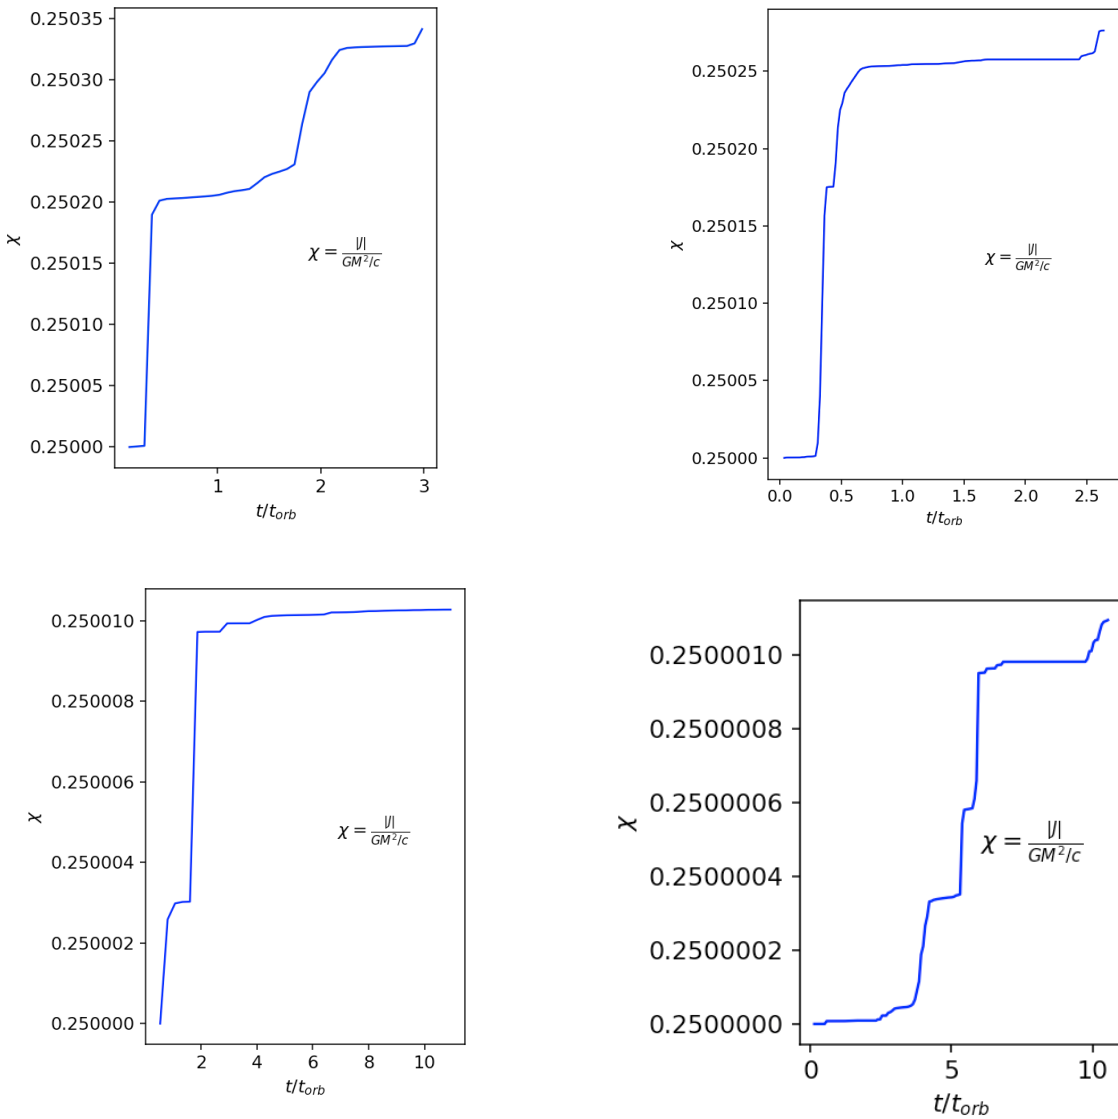 0.25035
0.25030
0.25025
0.25020
0.25015
0.25010
0.25005
0.25000
χ
χ = |J| / GM²/c
1 2 3
t/t_orb
0.25025
0.25020
0.25015
0.25010
0.25005
0.25000
χ
χ = |J| / GM²/c
0.0 0.5 1.0 1.5 2.0 2.5
t/t_orb
0.250010
0.250008
0.250006
0.250004
0.250002
0.250000
χ
χ = |J| / GM²/c
2 4 6 8 10
t/t_orb
0.2500010
0.2500008
0.2500006
0.2500004
0.2500002
0.2500000
χ
χ = |J| / GM²/c
0 5 10
t/t_orb